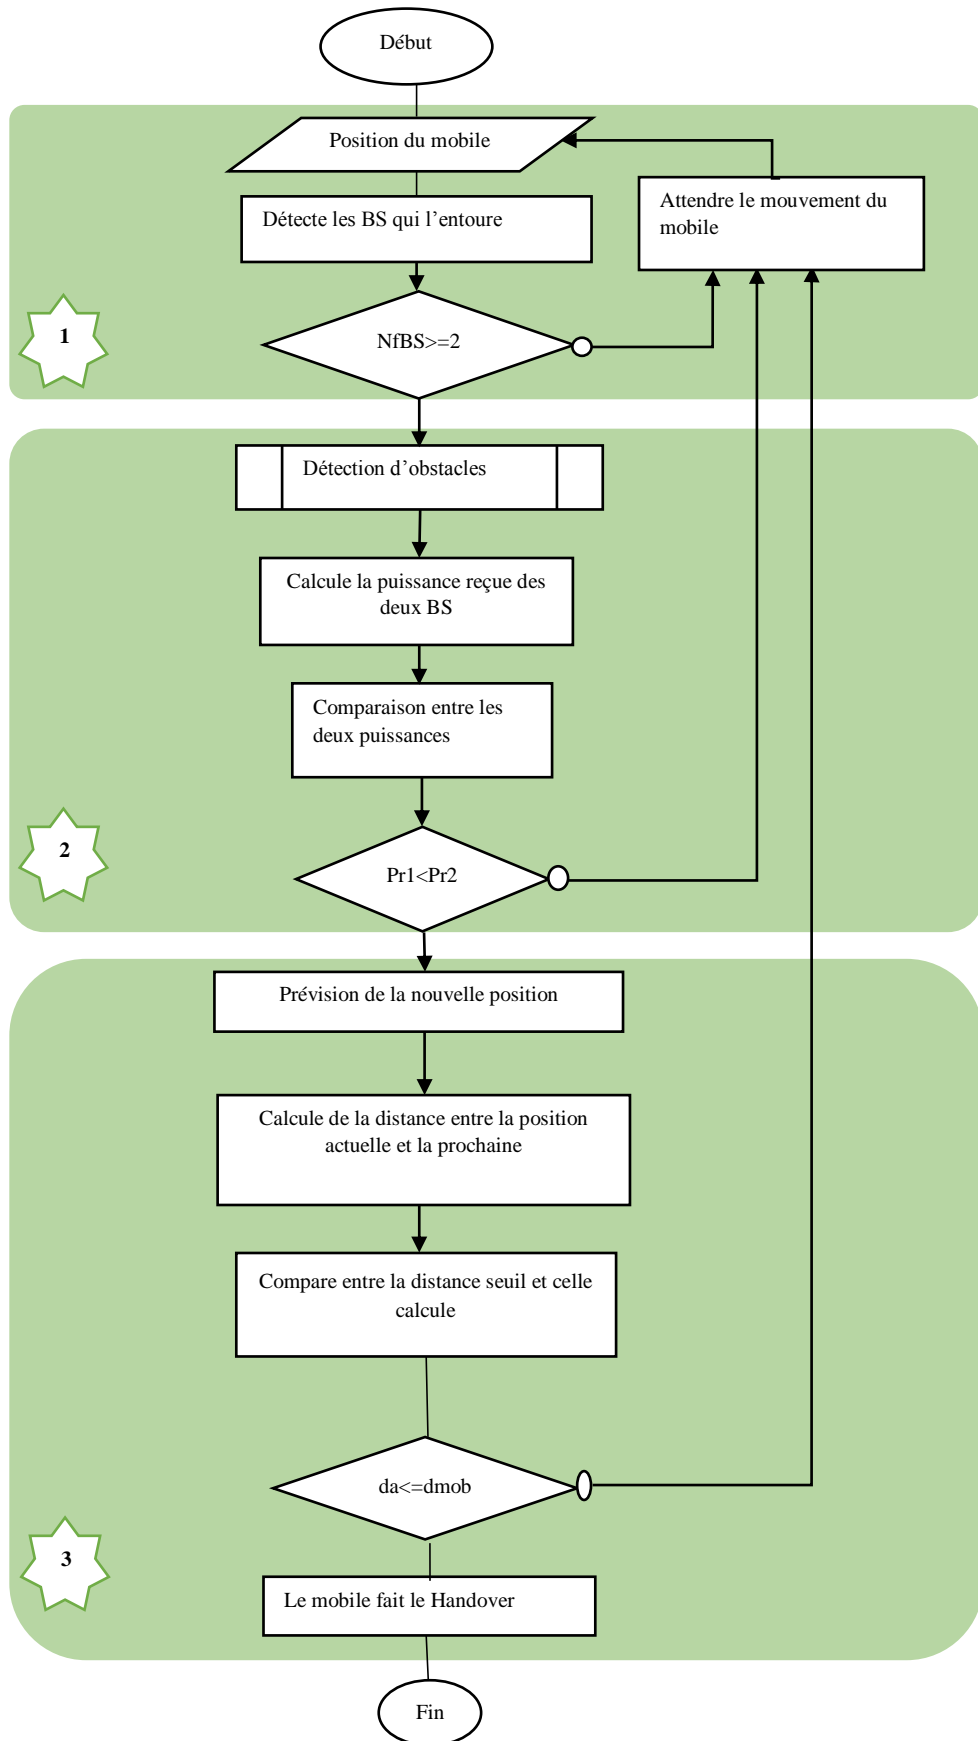 Début
Position du mobile
Détecte les BS qui l'entoure
Attendre le mouvement du
mobile
1
NfBS>=2
Détection d'obstacles
Calcule la puissance reçue des
deux BS
Comparaison entre les
deux puissances
2
Pr1<Pr2
Prévision de la nouvelle position
Calcule de la distance entre la position
actuelle et la prochaine
Compare entre la distance seuil et celle
calcule
da<=dmob
3
Le mobile fait le Handover
Fin